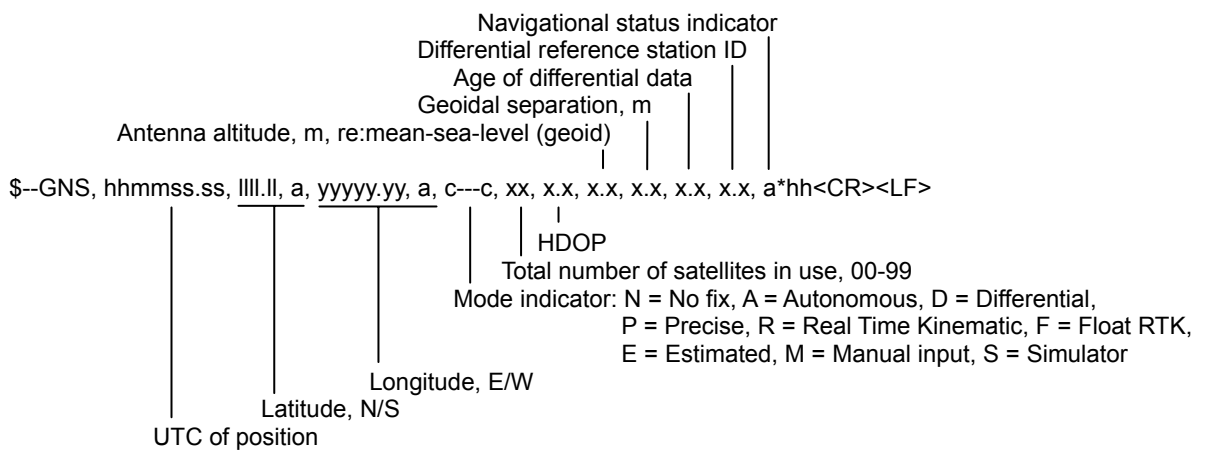 Navigational status indicator
Differential reference station ID
Age of differential data
Geoidal separation, m
Antenna altitude, m, re:mean-sea-level (geoid)
$--GNS, hhmmss.ss, llll.ll, a, yyyyy.yy, a, c---c, xx, x.x, x.x, x.x, x.x, x.x, a*hh<CR><LF>
HDOP
Total number of satellites in use, 00-99
Mode indicator: N = No fix, A = Autonomous, D = Differential,
P = Precise, R = Real Time Kinematic, F = Float RTK,
E = Estimated, M = Manual input, S = Simulator
Longitude, E/W
Latitude, N/S
UTC of position